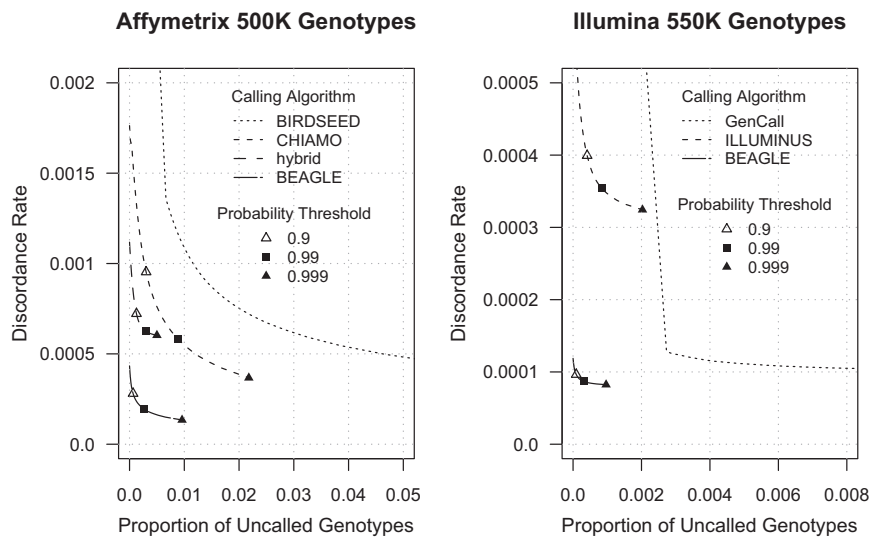 Affymetrix 500K Genotypes
Discordance Rate
0.002
0.0015
0.001
0.0005
0.0
Calling Algorithm
BIRDSEED
CHIAMO
hybrid
BEAGLE
Probability Threshold
0.9
0.99
0.999
0.0 0.01 0.02 0.03 0.04 0.05
Proportion of Uncalled Genotypes
Illumina 550K Genotypes
Discordance Rate
0.0005
0.0004
0.0003
0.0002
0.0001
0.0
Calling Algorithm
GenCall
ILLUMINUS
BEAGLE
Probability Threshold
0.9
0.99
0.999
0.0 0.002 0.004 0.006 0.008
Proportion of Uncalled Genotypes